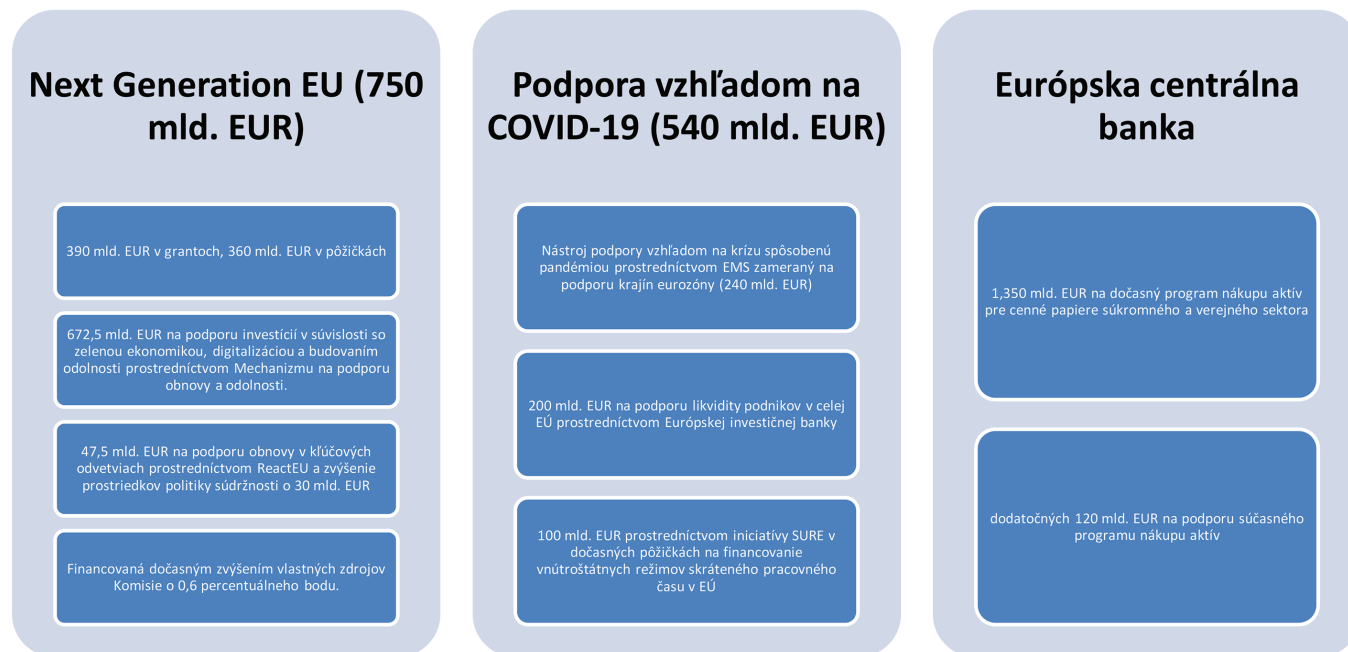 Next Generation EU (750
mld. EUR)
390 mld. EUR v grantoch, 360 mld. EUR v pôžičkách
672,5 mld. EUR na podporu investícií v súvislosti so
zelenou ekonomikou, digitalizáciou a budovaním
odolnosti prostredníctvom Mechanizmu na podporu
obnovy a odolnosti.
47,5 mld. EUR na podporu obnovy v kľúčových
odvetviach prostredníctvom ReactEU a zvýšenie
prostriedkov politiky súdržnosti o 30 mld. EUR
Financovaná dočasným zvýšením vlastných zdrojov
Komisie o 0,6 percentuálneho bodu.
Podpora vzhľadom na
COVID-19 (540 mld. EUR)
Nástroj podpory vzhľadom na krízu spôsobenú
pandémiou prostredníctvom EMS zameraný na
podporu krajín eurozóny (240 mld. EUR)
200 mld. EUR na podporu likvidity podnikov v celej
EÚ prostredníctvom Európskej investičnej banky
100 mld. EUR prostredníctvom iniciatívy SURE v
dočasných pôžičkách na financovanie
vnútroštátnych režimov skráteného pracovného
času v EÚ
Európska centrálna
banka
1,350 mld. EUR na dočasný program nákupu aktív
pre cenné papiere súkromného a verejného sektora
dodatočných 120 mld. EUR na podporu súčasného
programu nákupu aktív